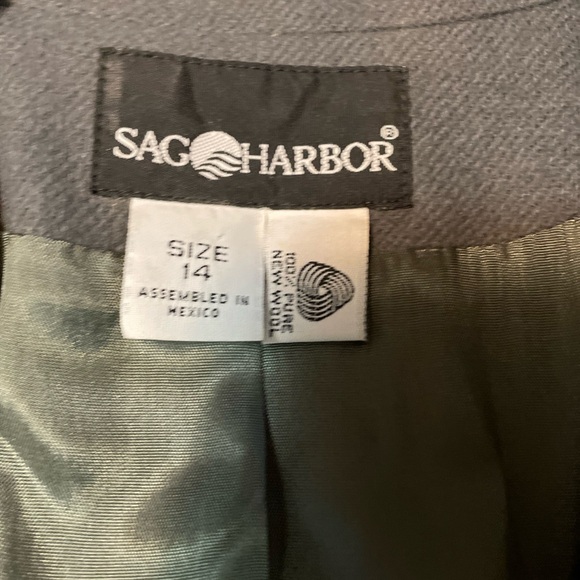 SAG HARBOR®
SIZE
14
ASSEMBLED IN
MEXICO
100% PURE
NEW WOOL